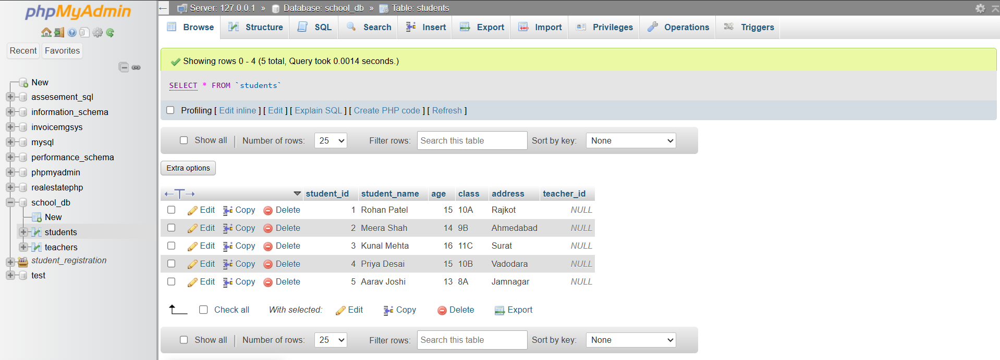 phpMyAdmin
Recent Favorites
New
assesement_sql
information_schema
invoicemgsys
mysql
performance_schema
phpmyadmin
realestatephp
school_db
New
students
teachers
student_registration
test
Server: 127.0.0.1 » Database: school_db » Table: students
Browse Structure SQL Search Insert Export Import Privileges Operations Triggers
Showing rows 0 - 4 (5 total, Query took 0.0014 seconds.)
SELECT * FROM `students`
Profiling [ Edit inline ] [ Edit ] [ Explain SQL ] [ Create PHP code ] [ Refresh ]
Show all | Number of rows: 25 Filter rows: Search this table Sort by key: None
Extra options
←T→ student_id student_name age class address teacher_id
Edit Copy Delete 1 Rohan Patel 15 10A Rajkot NULL
Edit Copy Delete 2 Meera Shah 14 9B Ahmedabad NULL
Edit Copy Delete 3 Kunal Mehta 16 11C Surat NULL
Edit Copy Delete 4 Priya Desai 15 10B Vadodara NULL
Edit Copy Delete 5 Aarav Joshi 13 8A Jamnagar NULL
Check all With selected: Edit Copy Delete Export
Show all | Number of rows: 25 Filter rows: Search this table Sort by key: None